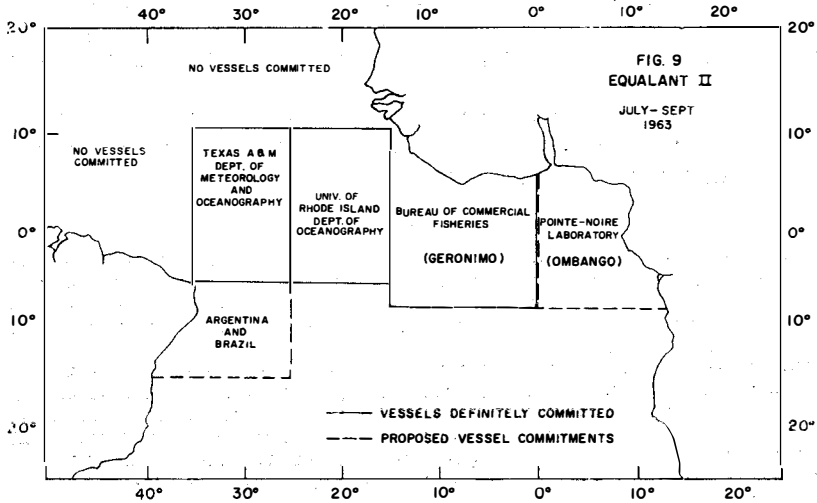 40° 30° 20° 10° 0° 10° 20°
20°
NO VESSELS COMMITTED
FIG. 9
EQUALANT II
JULY-SEPT
1963
20°
10°
10°
NO VESSELS
COMMITTED
TEXAS A & M
DEPT. OF
METEOROLOGY
AND
OCEANOGRAPHY
UNIV. OF
RHODE ISLAND
DEPT. OF
OCEANOGRAPHY
BUREAU OF COMMERCIAL
FISHERIES
(GERONIMO)
POINTE-NOIRE
LABORATORY
(OMBANGO)
0°
0°
ARGENTINA
AND
BRAZIL
10°
10°
VESSELS DEFINITELY COMMITTED
PROPOSED VESSEL COMMITMENTS
20°
20°
40° 30° 20° 10° 0° 10° 20°